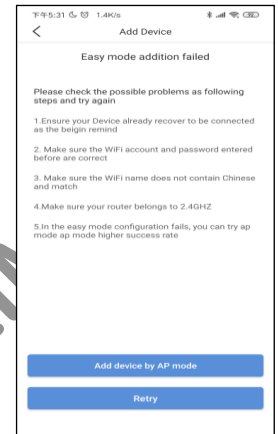 下午5:31 1.4K/s
Add Device
Easy mode addition failed
Please check the possible problems as following
steps and try again
1.Ensure your Device already recover to be connected
as the beigin remind
2. Make sure the WiFi account and password entered
before are correct
3. Make sure the WiFi name does not contain Chinese
and match
4.Make sure your router belongs to 2.4GHZ
5.In the easy mode configuration fails, you can try ap
mode ap mode higher success rate
Add device by AP mode
Retry